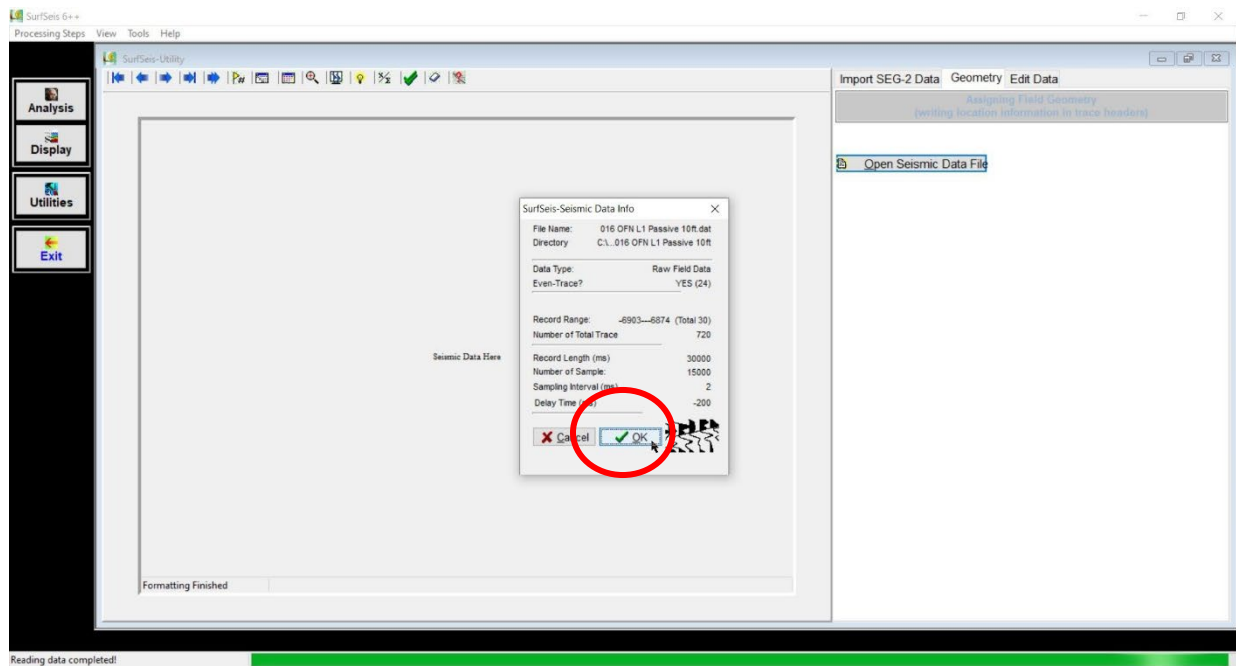 SurfSeis 6++
Processing Steps View Tools Help
SurfSeis-Utility
Analysis
Display
Utilities
Exit
Seismic Data Here
Formatting Finished
SurfSeis-Seismic Data Info
File Name: 016 OFN L1 Passive 10ft.dat
Directory C:\...016 OFN L1 Passive 10ft
Data Type: Raw Field Data
Even-Trace? YES (24)
Record Range: -6903---6874 (Total 30)
Number of Total Trace 720
Record Length (ms) 30000
Number of Sample: 15000
Sampling Interval (ms) 2
Delay Time (ms) -200
Cancel OK
Import SEG-2 Data Geometry Edit Data
Assigning Field Geometry
(writing location information in trace headers)
Open Seismic Data File
Reading data completed!